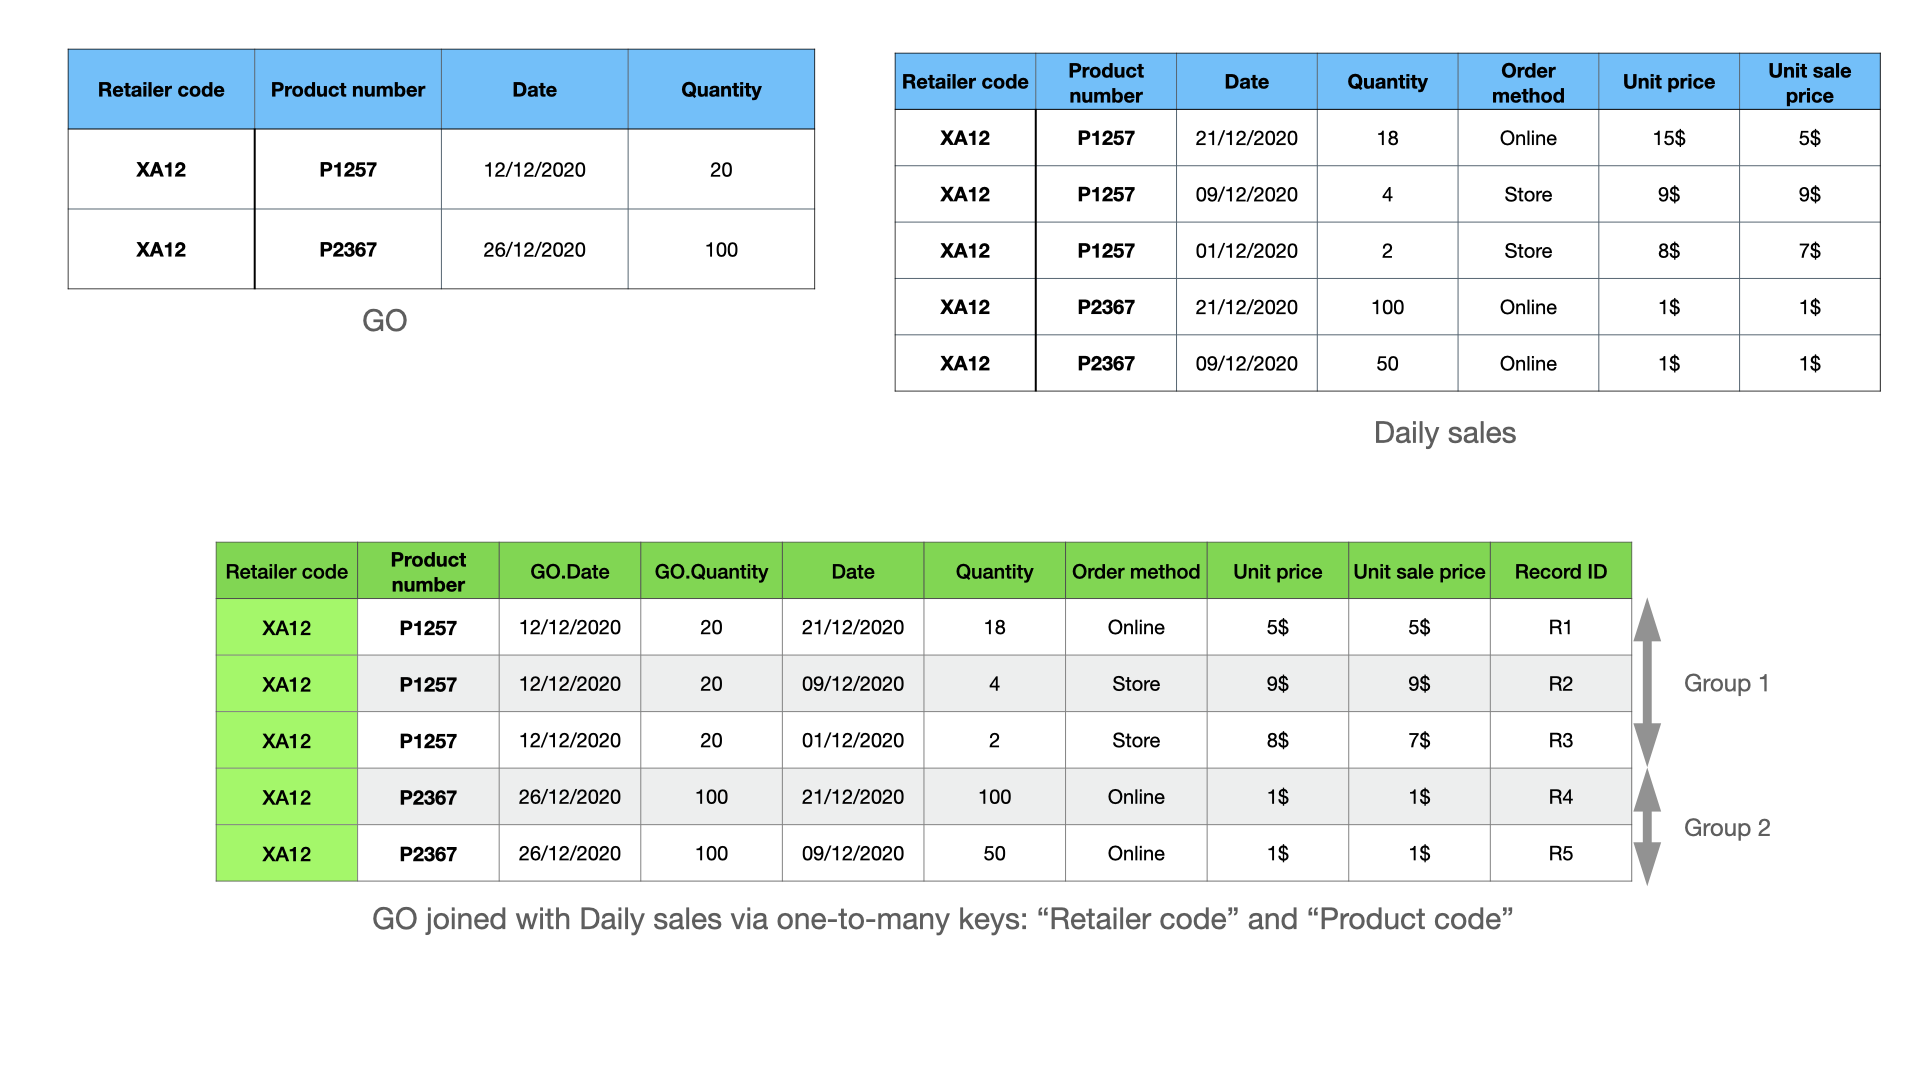 Retailer code Product number Date Quantity
XA12 P1257 12/12/2020 20
XA12 P2367 26/12/2020 100
GO
Retailer code Product number Date Quantity Order method Unit price Unit sale price
XA12 P1257 21/12/2020 18 Online 15$ 5$
XA12 P1257 09/12/2020 4 Store 9$ 9$
XA12 P1257 01/12/2020 2 Store 8$ 7$
XA12 P2367 21/12/2020 100 Online 1$ 1$
XA12 P2367 09/12/2020 50 Online 1$ 1$
Daily sales
Retailer code Product number GO.Date GO.Quantity Date Quantity Order method Unit price Unit sale price Record ID
XA12 P1257 12/12/2020 20 21/12/2020 18 Online 5$ 5$ R1
XA12 P1257 12/12/2020 20 09/12/2020 4 Store 9$ 9$ R2
XA12 P1257 12/12/2020 20 01/12/2020 2 Store 8$ 7$ R3
XA12 P2367 26/12/2020 100 21/12/2020 100 Online 1$ 1$ R4
XA12 P2367 26/12/2020 100 09/12/2020 50 Online 1$ 1$ R5
Group 1
Group 2
GO joined with Daily sales via one-to-many keys: “Retailer code” and “Product code”